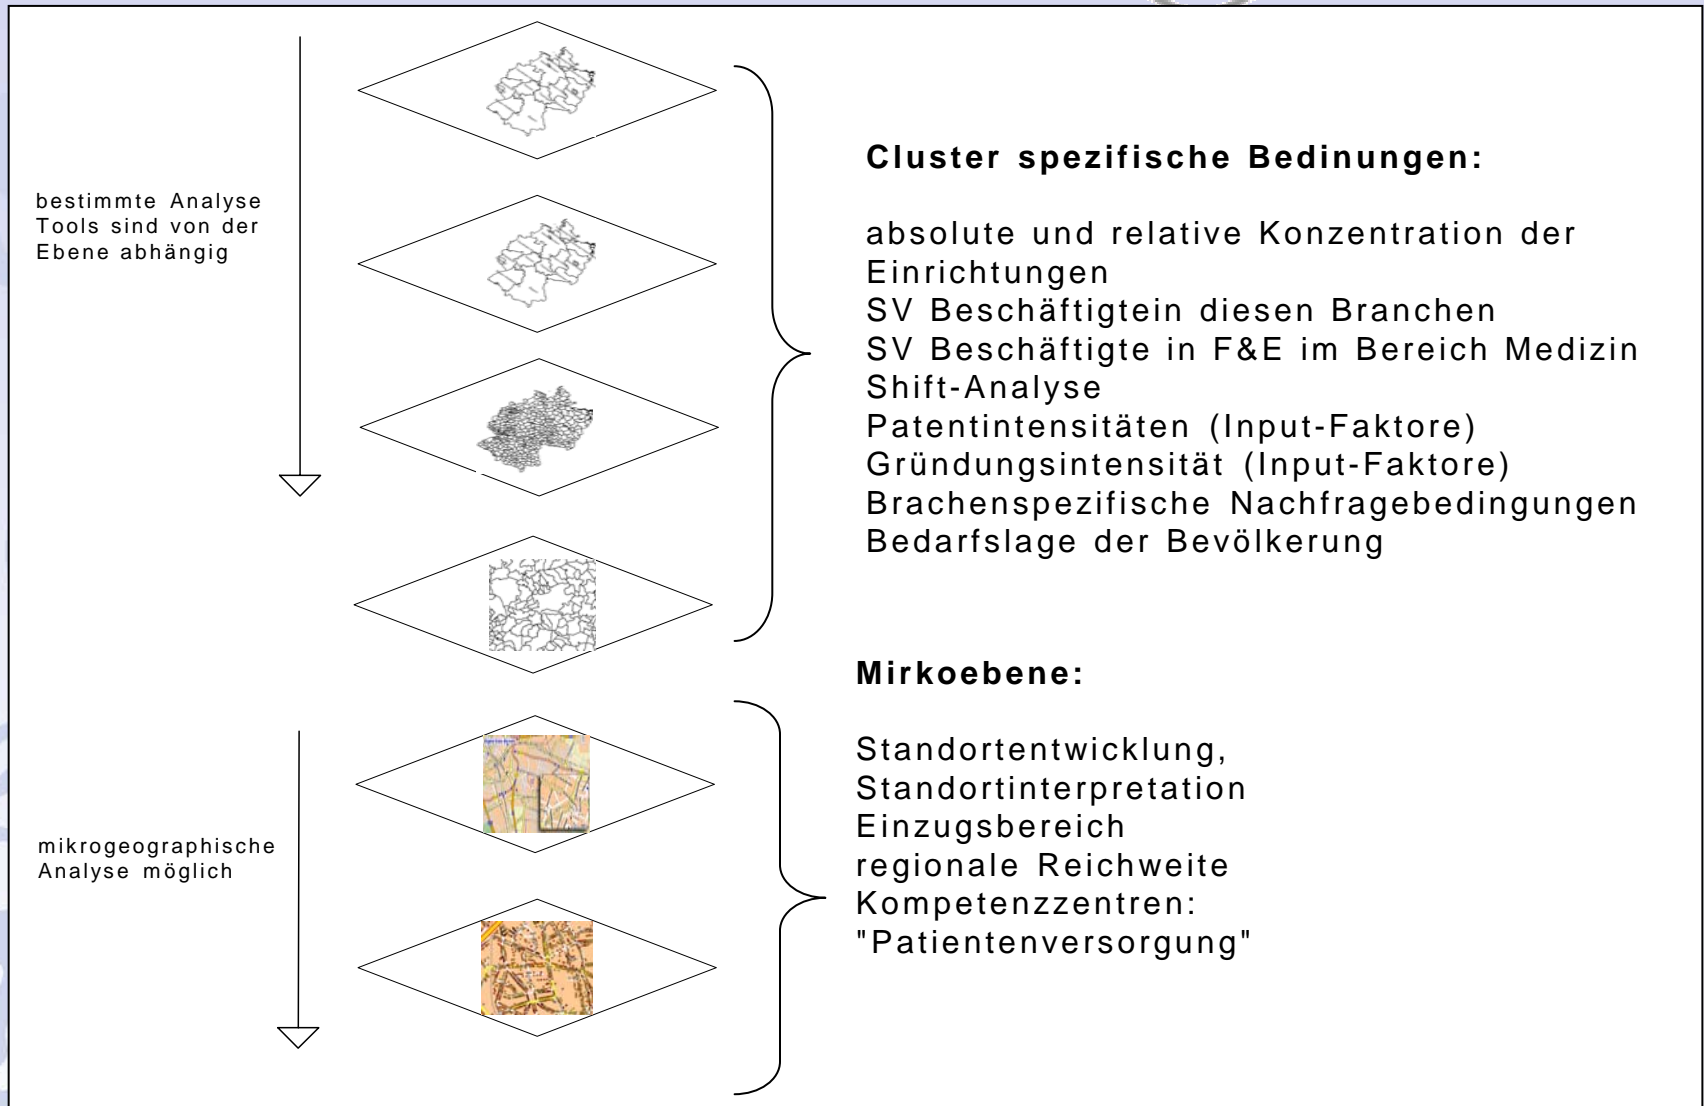 bestimmte Analyse
Tools sind von der
Ebene abhängig
Cluster spezifische Bedinungen:
absolute und relative Konzentration der
Einrichtungen
SV Beschäftigtein diesen Branchen
SV Beschäftigte in F&E im Bereich Medizin
Shift-Analyse
Patentintensitäten (Input-Faktore)
Gründungsintensität (Input-Faktore)
Brachenspezifische Nachfragebedingungen
Bedarfslage der Bevölkerung
mikrogeographische
Analyse möglich
Mirkoebene:
Standortentwicklung,
Standortinterpretation
Einzugsbereich
regionale Reichweite
Kompetenzzentren:
"Patientenversorgung"